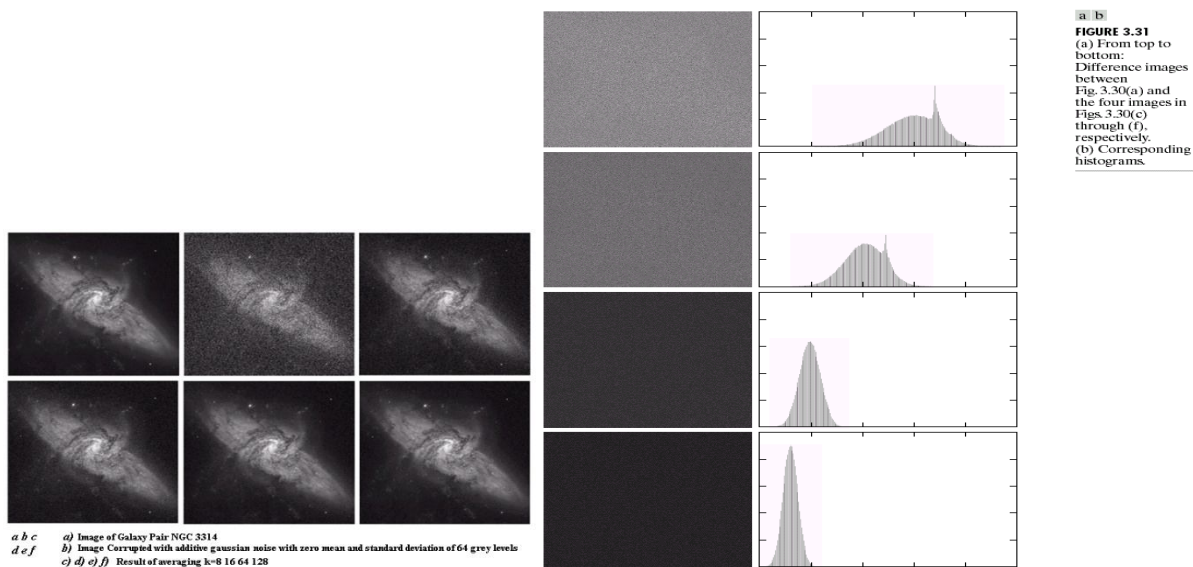 a b c a) Image of Galaxy Pair NGC 3314
d e f b) Image Corrupted with additive gaussian noise with zero mean and standard deviation of 64 grey levels
c) d) e) f) Result of averaging k=8 16 64 128
a b
FIGURE 3.31
(a) From top to
bottom:
Difference images
between
Fig. 3.30(a) and
the four images in
Figs. 3.30(c)
through (f),
respectively.
(b) Corresponding
histograms.